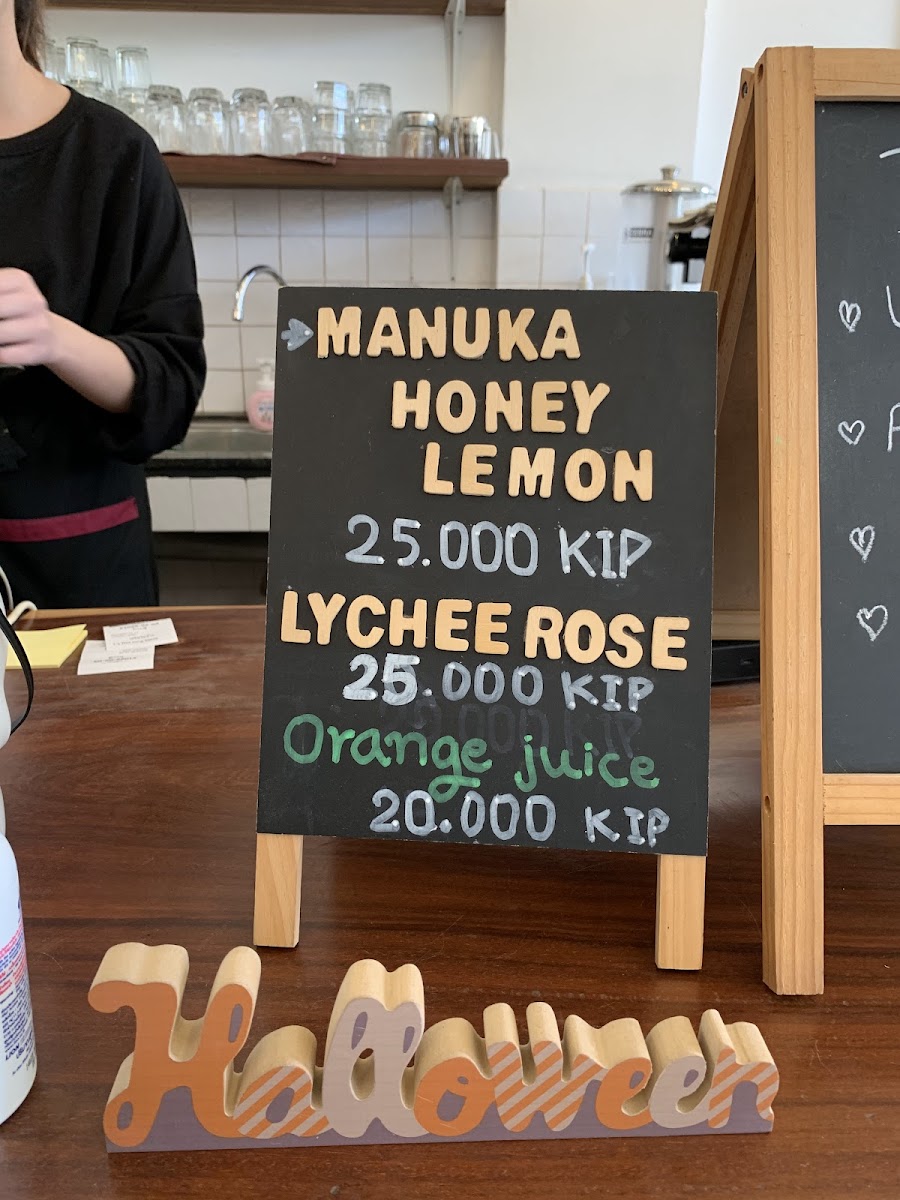 MANUKA
HONEY
LEMON
25.000 KIP
LYCHEE ROSE
25.000 KIP
Orange juice
20.000 KIP
Halloween